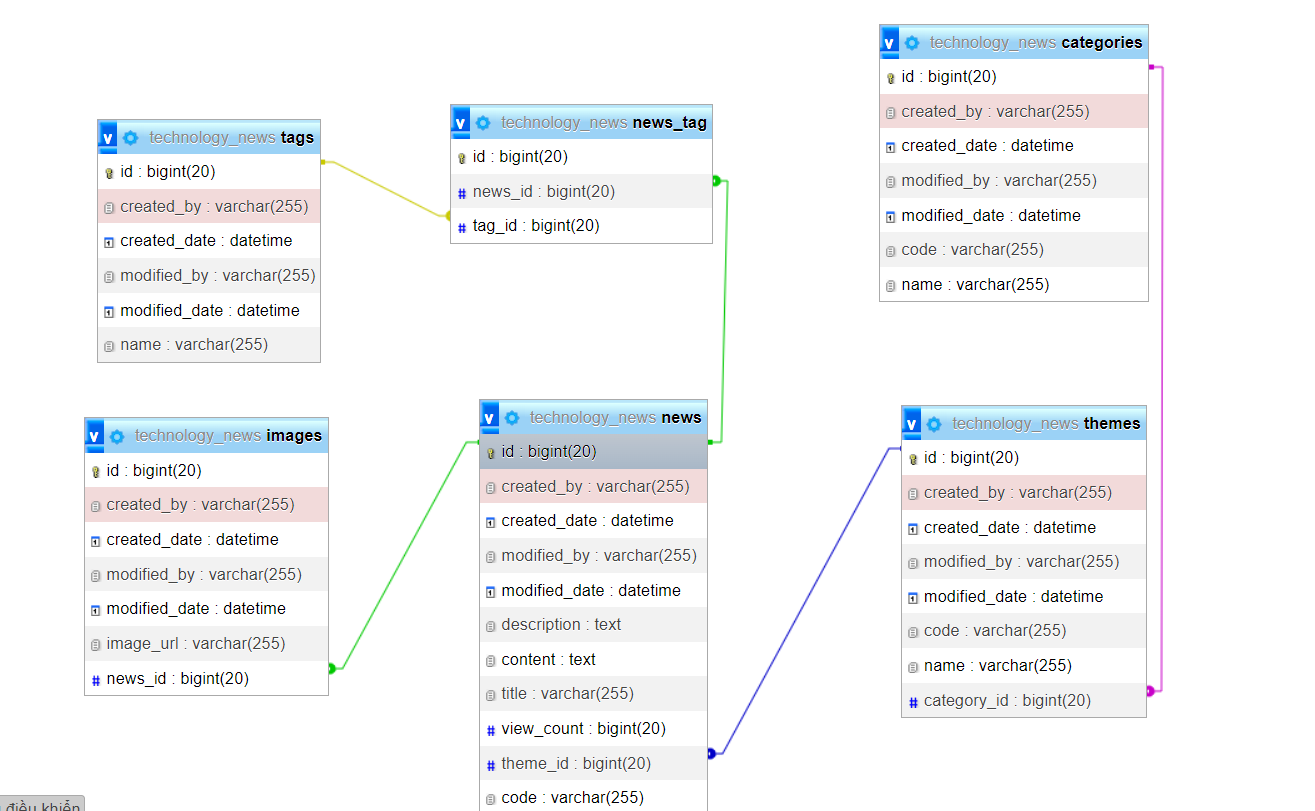 technology_news categories
id : bigint(20)
created_by : varchar(255)
created_date : datetime
modified_by : varchar(255)
modified_date : datetime
code : varchar(255)
name : varchar(255)
technology_news tags
id : bigint(20)
created_by : varchar(255)
created_date : datetime
modified_by : varchar(255)
modified_date : datetime
name : varchar(255)
technology_news news_tag
id : bigint(20)
news_id : bigint(20)
tag_id : bigint(20)
technology_news images
id : bigint(20)
created_by : varchar(255)
created_date : datetime
modified_by : varchar(255)
modified_date : datetime
image_url : varchar(255)
news_id : bigint(20)
technology_news news
id : bigint(20)
created_by : varchar(255)
created_date : datetime
modified_by : varchar(255)
modified_date : datetime
description : text
content : text
title : varchar(255)
view_count : bigint(20)
theme_id : bigint(20)
code : varchar(255)
technology_news themes
id : bigint(20)
created_by : varchar(255)
created_date : datetime
modified_by : varchar(255)
modified_date : datetime
code : varchar(255)
name : varchar(255)
category_id : bigint(20)
điều khiển